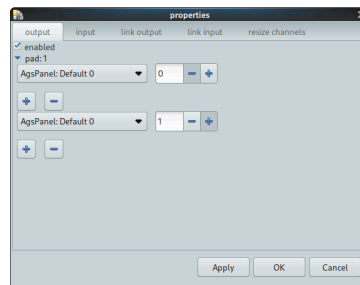 properties
output input link output link input resize channels
enabled
pad: 1
AgsPanel: Default 0 0
AgsPanel: Default 0 1
Apply OK Cancel